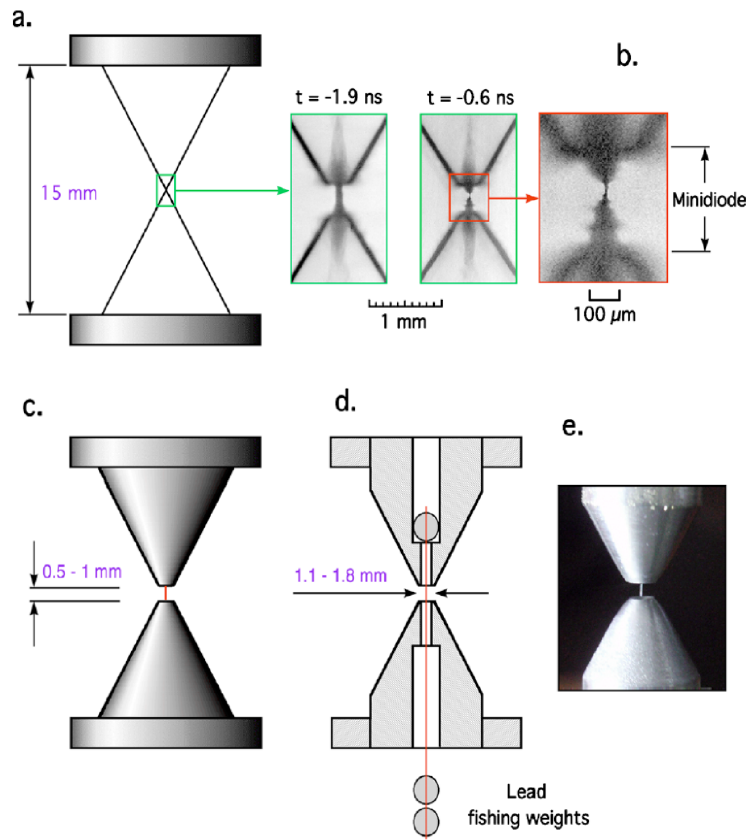 a.
b.
t = -1.9 ns
t = -0.6 ns
15 mm
Minidiode
1 mm
100 µm
c.
d.
e.
0.5 - 1 mm
1.1 - 1.8 mm
Lead
fishing weights